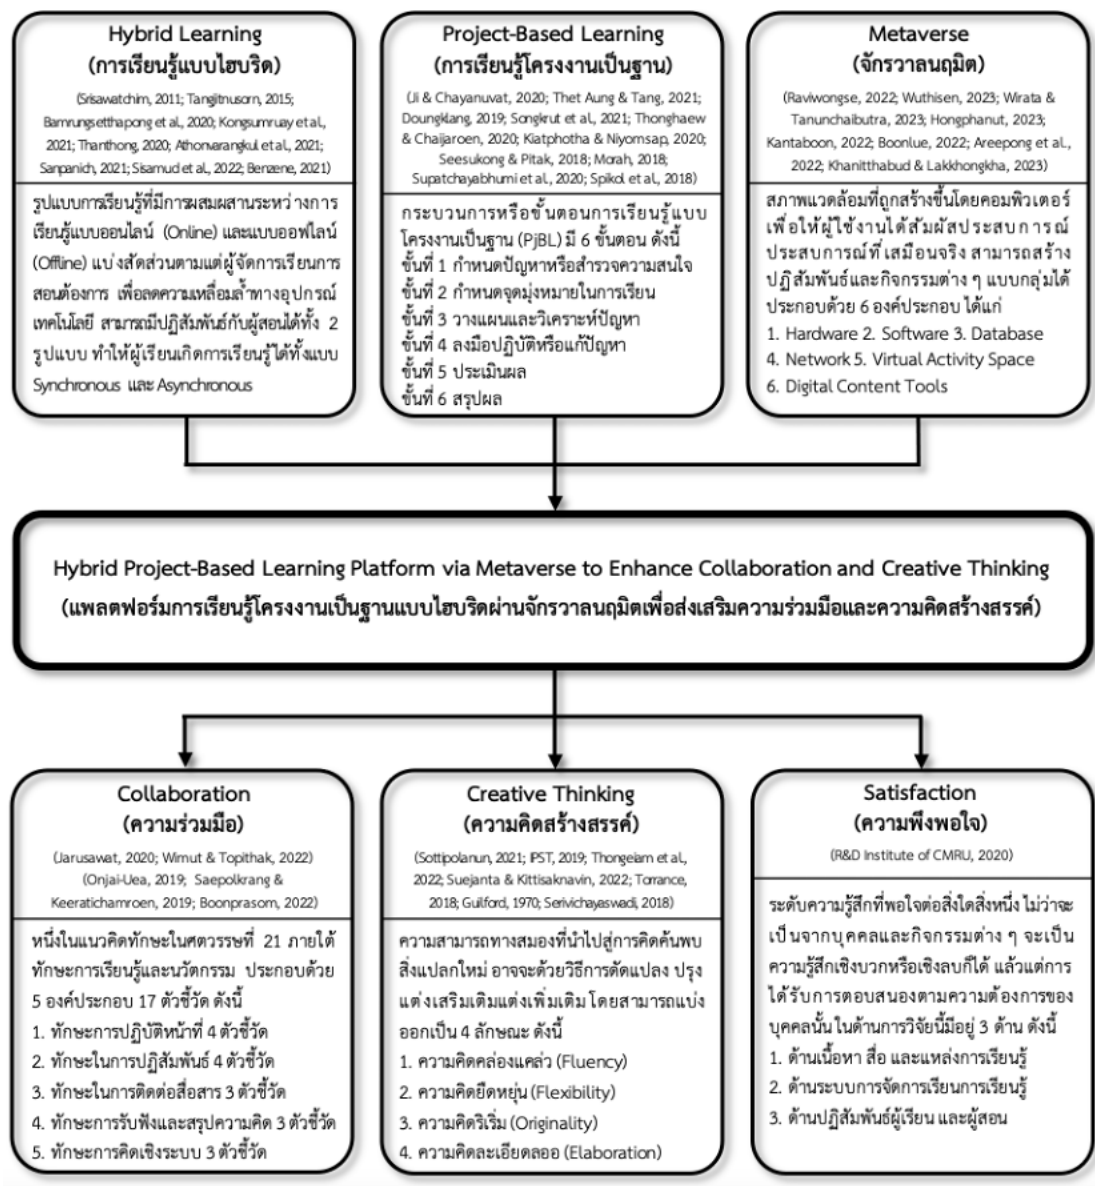 Hybrid Learning
(การเรียนรู้แบบไฮบริด)
(Srisawatchim, 2011; Tangjitnusorn, 2015;
Bamrungsetthapong et al., 2020; Kongsumruay et al.,
2021; Thanthong, 2020; Athornvarangkul et al., 2021;
Sanpanich, 2021; Sisamud et al., 2022; Benzene, 2021)
รูปแบบการเรียนรู้ที่มีการผสมผสานระหว่างการ
เรียนรู้แบบออนไลน์ (Online) และแบบออฟไลน์
(Offline) แบ่งสัดส่วนตามแต่ผู้จัดการเรียนการ
สอนต้องการ เพื่อลดความเหลื่อมล้ำทางอุปกรณ์
เทคโนโลยี สามารถมีปฏิสัมพันธ์กับผู้สอนได้ทั้ง 2
รูปแบบ ทำให้ผู้เรียนเกิดการเรียนรู้ได้ทั้งแบบ
Synchronous และ Asynchronous
Project-Based Learning
(การเรียนรู้โครงงานเป็นฐาน)
(Ji & Chayanuvat, 2020; Thet Aung & Tang, 2021;
Doungklang, 2019; Songkrut et al., 2021; Thonghaew
& Chaijaroen, 2020; Kiatphotha & Niyomsap, 2020;
Seesukong & Pitak, 2018; Morah, 2018;
Supatchayabhumi et al., 2020; Spikol et al., 2018)
กระบวนการหรือขั้นตอนการเรียนรู้แบบ
โครงงานเป็นฐาน (PjBL) มี 6 ขั้นตอน ดังนี้
ขั้นที่ 1 กำหนดปัญหาหรือสำรวจความสนใจ
ขั้นที่ 2 กำหนดจุดมุ่งหมายในการเรียน
ขั้นที่ 3 วางแผนและวิเคราะห์ปัญหา
ขั้นที่ 4 ลงมือปฏิบัติหรือแก้ปัญหา
ขั้นที่ 5 ประเมินผล
ขั้นที่ 6 สรุปผล
Metaverse
(จักรวาลนฤมิต)
(Raviwongse, 2022; Wuthisen, 2023; Wirata &
Tanunchaibutra, 2023; Hongphanut, 2023;
Kantaboon, 2022; Boonlue, 2022; Areepong et al.,
2022; Khanitthabud & Lakkhongkha, 2023)
สภาพแวดล้อมที่ถูกสร้างขึ้นโดยคอมพิวเตอร์
เพื่อให้ผู้ใช้งานได้สัมผัสประสบการณ์
ประสบการณ์ที่เสมือนจริง สามารถสร้าง
ปฏิสัมพันธ์และกิจกรรมต่าง ๆ แบบกลุ่มได้
ประกอบด้วย 6 องค์ประกอบ ได้แก่
1. Hardware 2. Software 3. Database
4. Network 5. Virtual Activity Space
6. Digital Content Tools
Hybrid Project-Based Learning Platform via Metaverse to Enhance Collaboration and Creative Thinking
(แพลตฟอร์มการเรียนรู้โครงงานเป็นฐานแบบไฮบริดผ่านจักรวาลนฤมิตเพื่อส่งเสริมความร่วมมือและความคิดสร้างสรรค์)
Collaboration
(ความร่วมมือ)
(Jarusawat, 2020; Wimut & Topithak, 2022)
(Onjai-Uea, 2019; Saepolkrang &
Keeratichamroen, 2019; Boonprasom, 2022)
หนึ่งในแนวคิดทักษะในศตวรรษที่ 21 ภายใต้
ทักษะการเรียนรู้และนวัตกรรม ประกอบด้วย
5 องค์ประกอบ 17 ตัวชี้วัด ดังนี้
1. ทักษะการปฏิบัติหน้าที่ 4 ตัวชี้วัด
2. ทักษะในการปฏิสัมพันธ์ 4 ตัวชี้วัด
3. ทักษะในการติดต่อสื่อสาร 3 ตัวชี้วัด
4. ทักษะการรับฟังและสรุปความคิด 3 ตัวชี้วัด
5. ทักษะการคิดเชิงระบบ 3 ตัวชี้วัด
Creative Thinking
(ความคิดสร้างสรรค์)
(Sottipolanun, 2021; IPST, 2019; Thongeiam et al.,
2022; Suejanta & Kittisaknavin, 2022; Torrance,
2018; Guilford, 1970; Serivichayaswadi, 2018)
ความสามารถทางสมองที่นำไปสู่การคิดค้นพบ
สิ่งแปลกใหม่ อาจจะด้วยวิธีการดัดแปลง ปรุง
แต่งเสริมเติมแต่งเพิ่มเติม โดยสามารถแบ่ง
ออกเป็น 4 ลักษณะ ดังนี้
1. ความคิดคล่องแคล่ว (Fluency)
2. ความคิดยืดหยุ่น (Flexibility)
3. ความคิดริเริ่ม (Originality)
4. ความคิดละเอียดลออ (Elaboration)
Satisfaction
(ความพึงพอใจ)
(R&D Institute of CMRU, 2020)
ระดับความรู้สึกที่พอใจต่อสิ่งใดสิ่งหนึ่ง ไม่ว่าจะ
เป็นจากบุคคลและกิจกรรมต่าง ๆ จะเป็น
ความรู้สึกเชิงบวกหรือเชิงลบก็ได้ แล้วแต่การ
ได้รับการตอบสนองตามความต้องการของ
บุคคลนั้น ในด้านการวิจัยนี้มีอยู่ 3 ด้าน ดังนี้
1. ด้านเนื้อหา สื่อ และแหล่งการเรียนรู้
2. ด้านระบบการจัดการเรียนการเรียนรู้
3. ด้านปฏิสัมพันธ์ผู้เรียน และผู้สอน